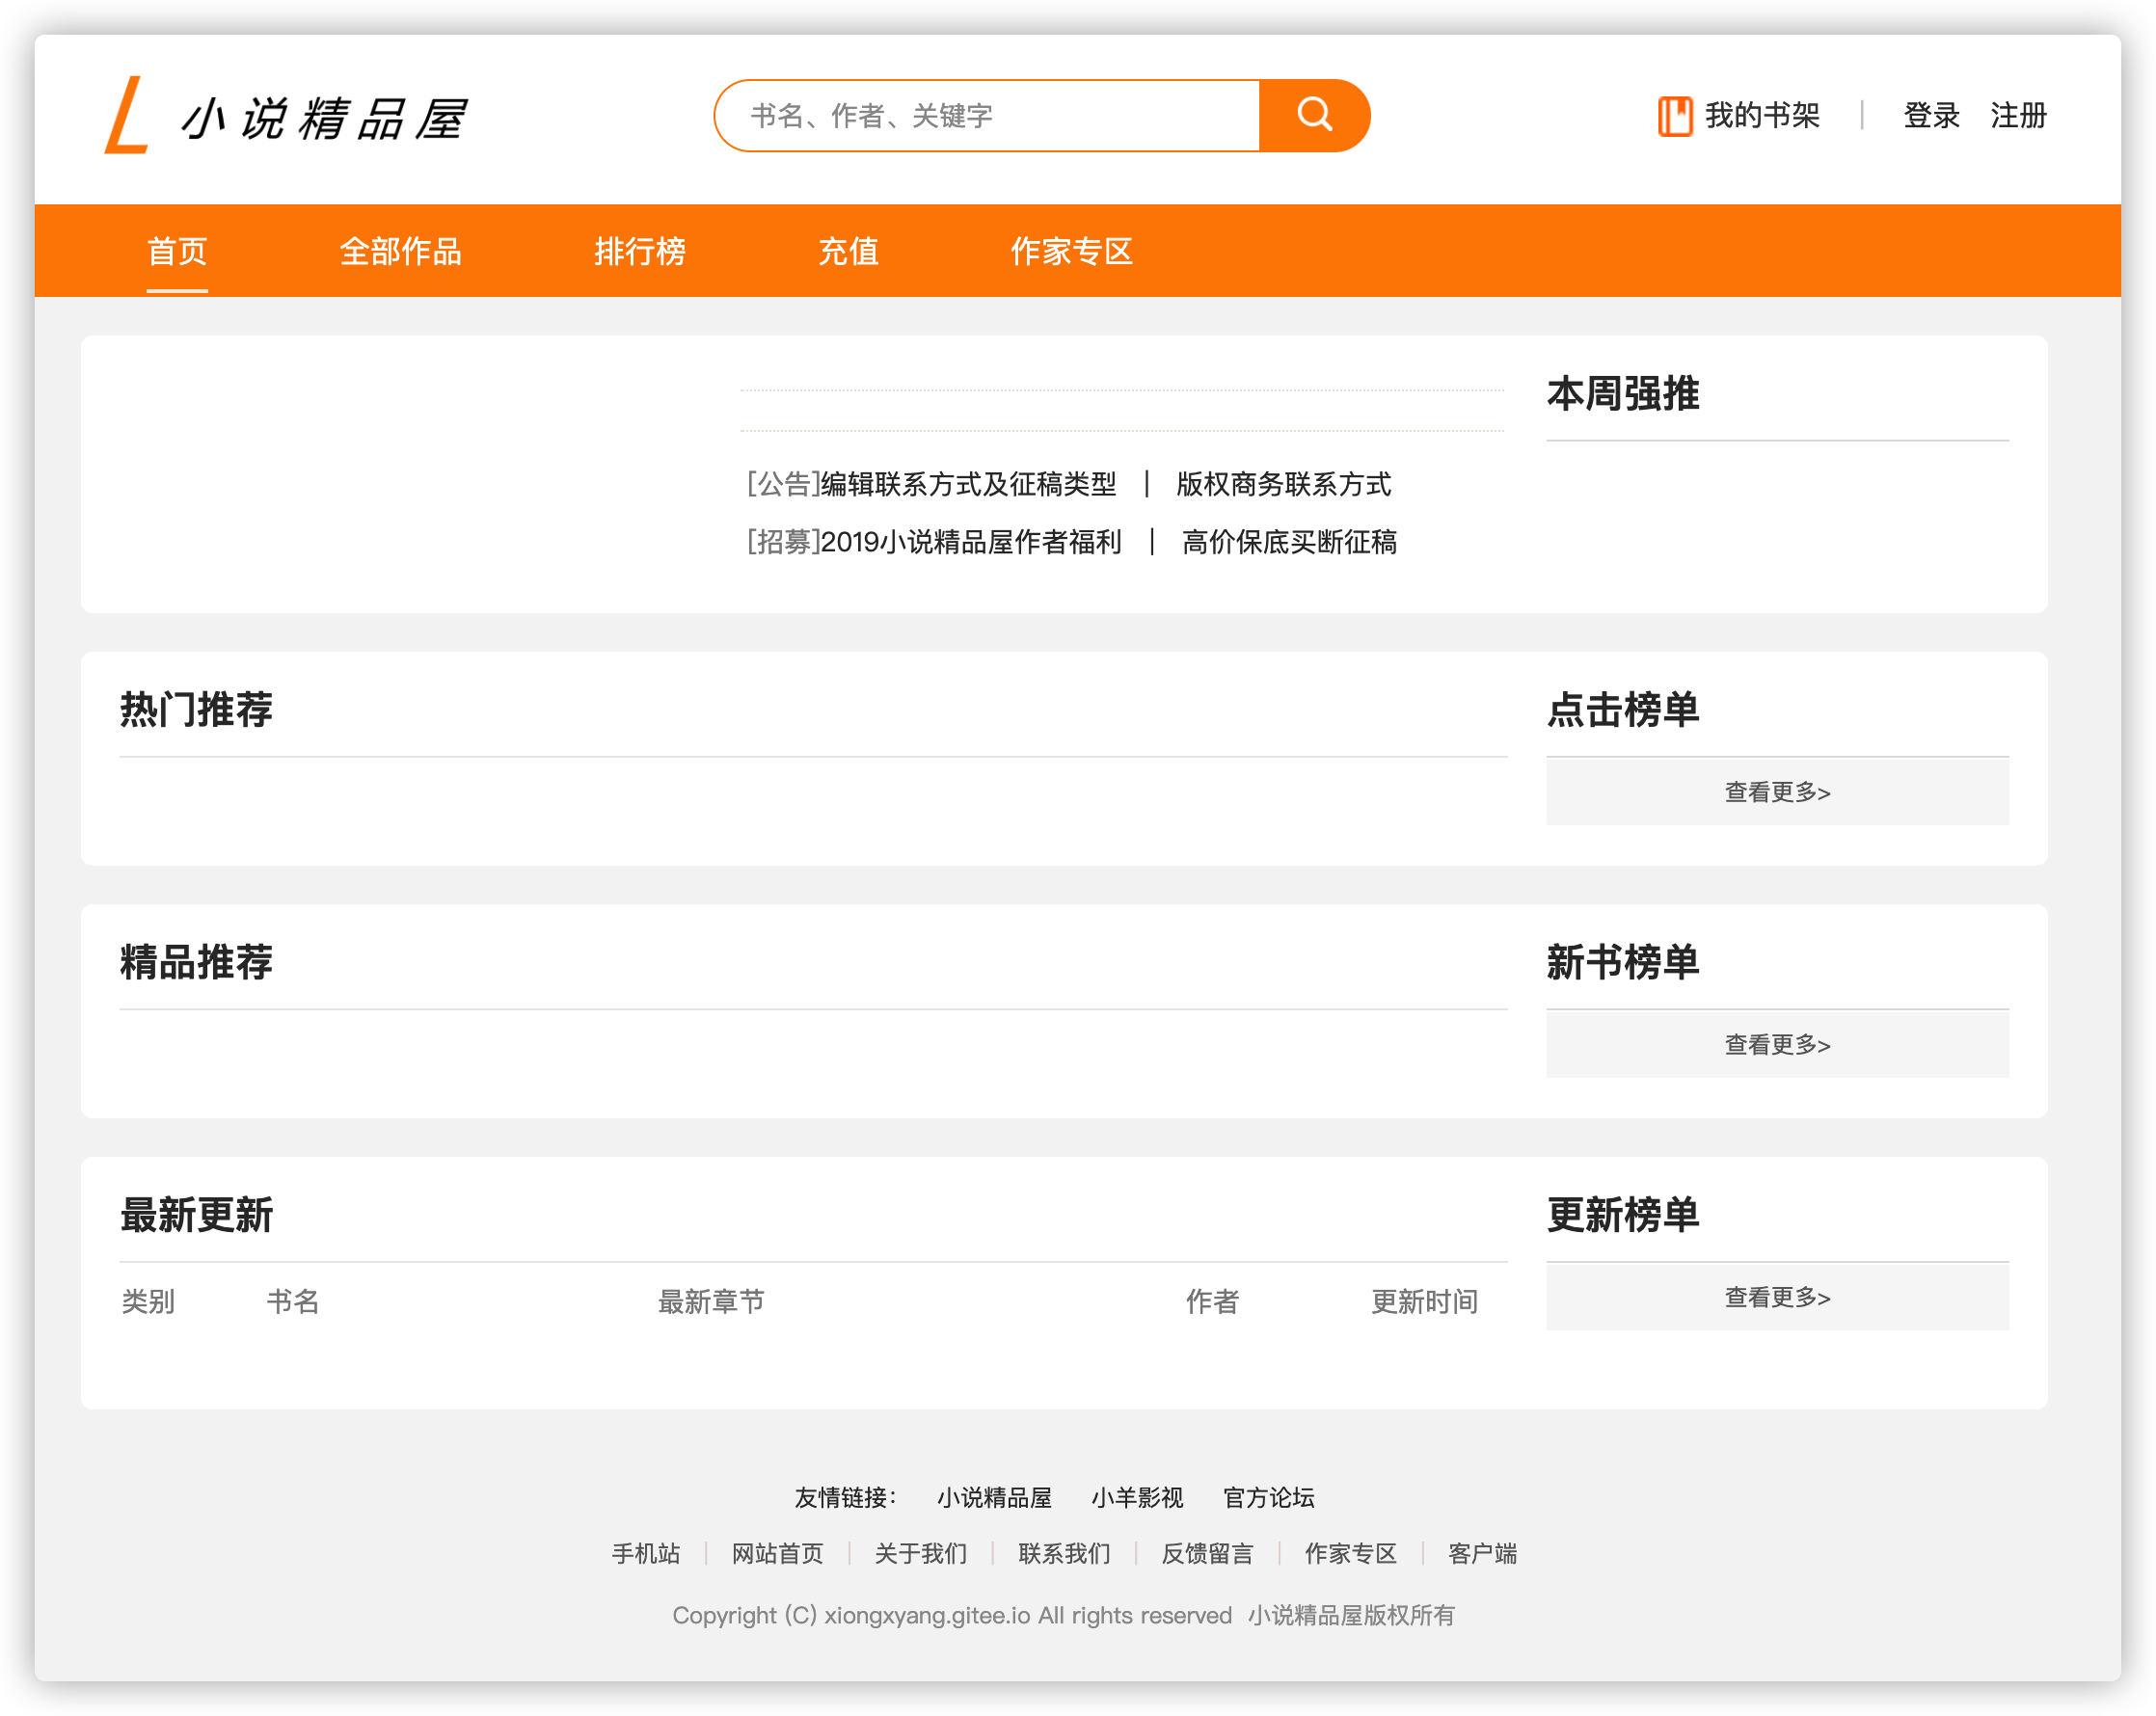 L 小说精品屋
书名、作者、关键字
我的书架 | 登录 注册
首页 全部作品 排行榜 充值 作家专区
本周强推
[公告]编辑联系方式及征稿类型 | 版权商务联系方式
[招募]2019小说精品屋作者福利 | 高价保底买断征稿
热门推荐
点击榜单
查看更多>
精品推荐
新书榜单
查看更多>
最新更新
类别 书名 最新章节 作者 更新时间
更新榜单
查看更多>
友情链接： 小说精品屋 小羊影视 官方论坛
手机站 | 网站首页 | 关于我们 | 联系我们 | 反馈留言 | 作家专区 | 客户端
Copyright (C) xiongxyang.gitee.io All rights reserved 小说精品屋版权所有